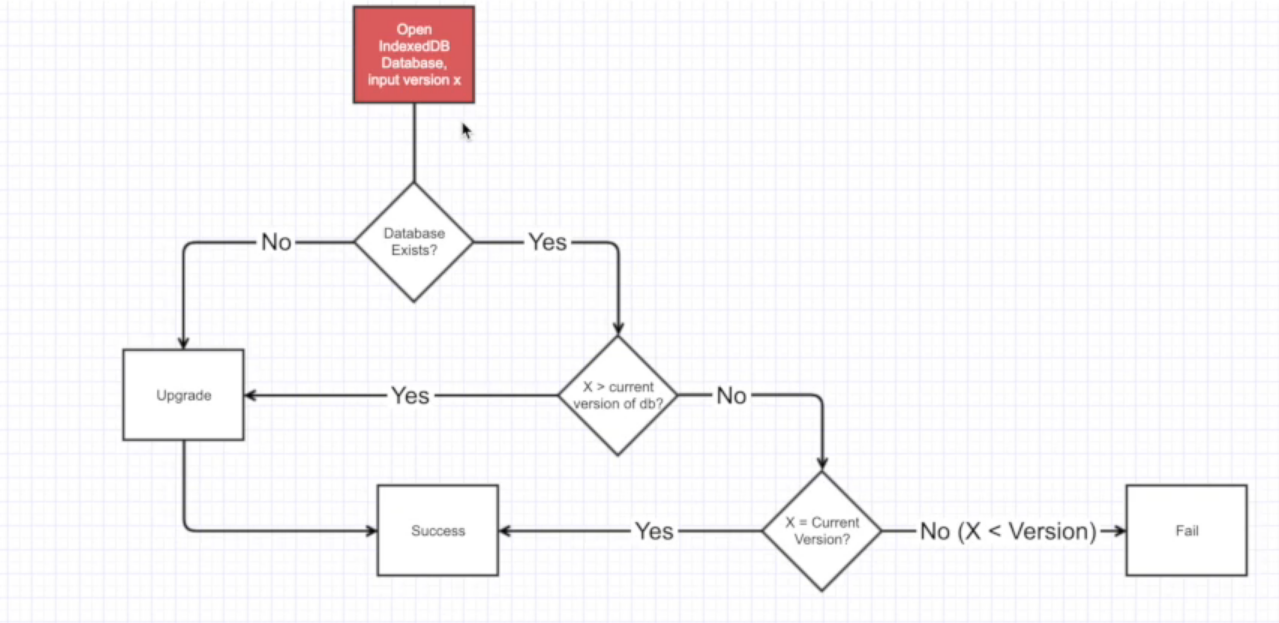 Open
IndexedDB
Database,
input version x
Database
Exists?
No
Yes
Upgrade
Yes
X > current
version of db?
No
Success
Yes
X = Current
Version?
No (X < Version)
Fail